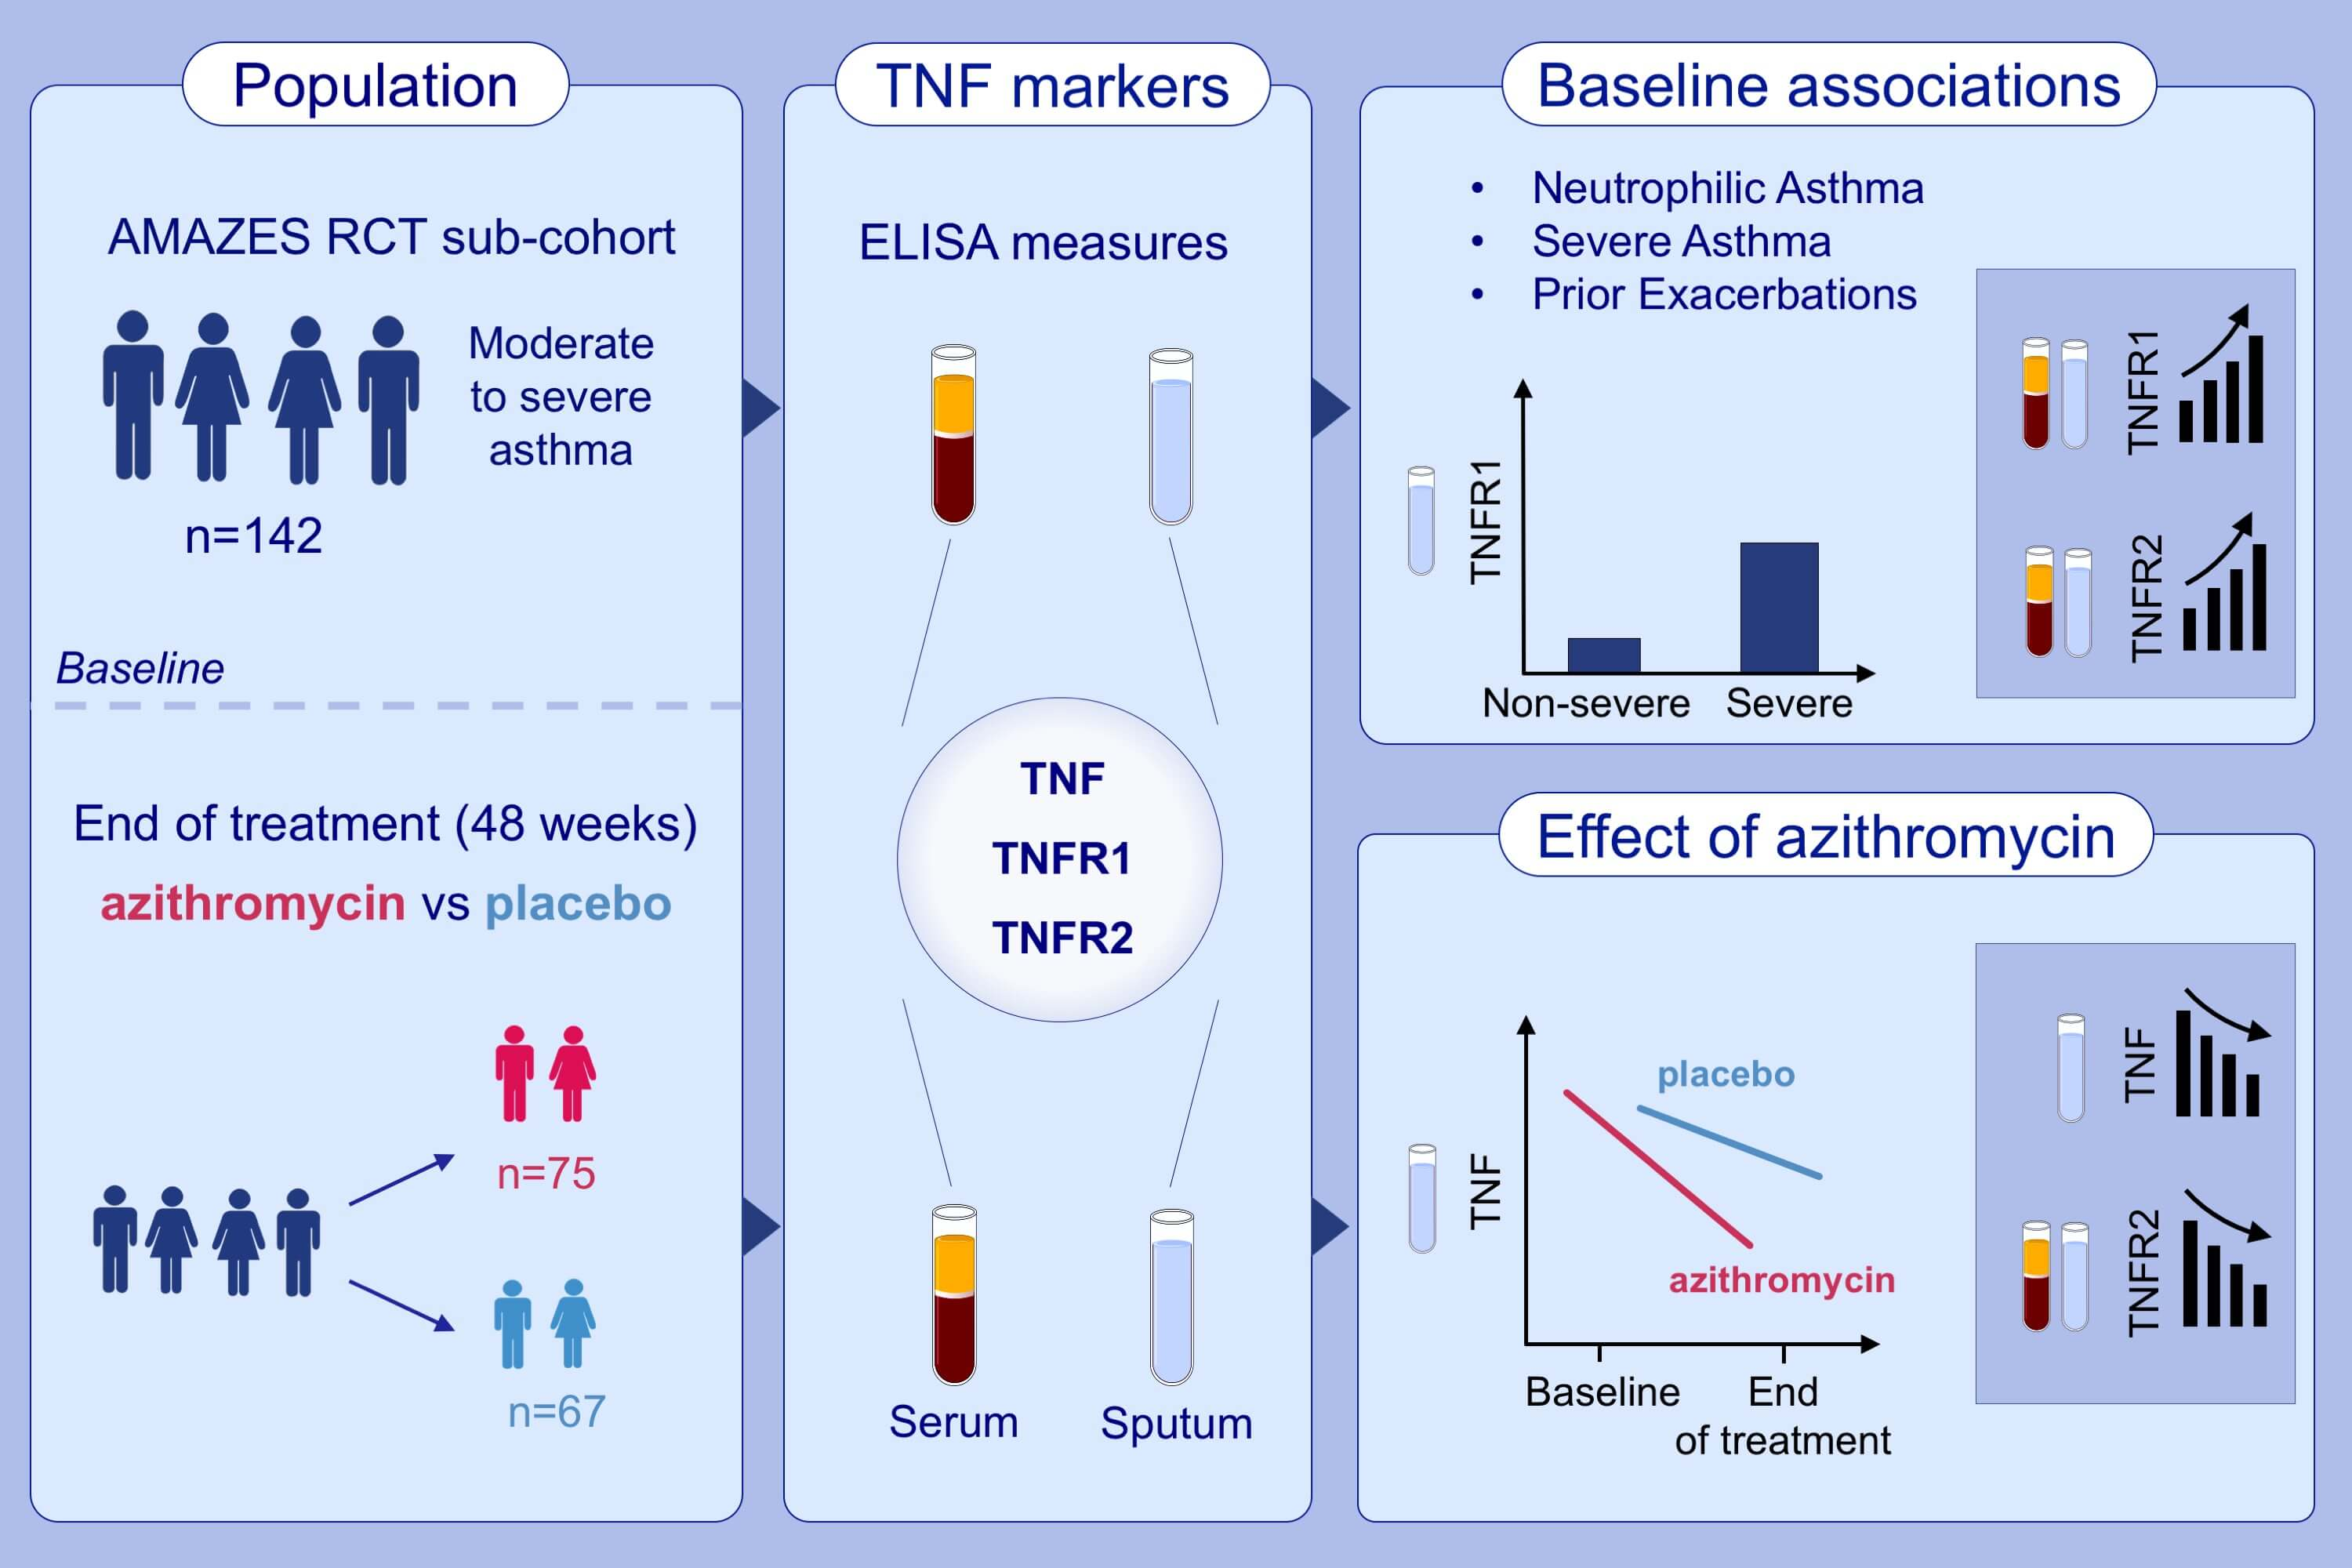 Population
AMAZES RCT sub-cohort
Moderate
to severe
asthma
n=142
Baseline
End of treatment (48 weeks)
azithromycin vs placebo
n=75
n=67
TNF markers
ELISA measures
TNF
TNFR1
TNFR2
Serum
Sputum
Baseline associations
• Neutrophilic Asthma
• Severe Asthma
• Prior Exacerbations
TNFR1
Non-severe
Severe
TNFR1
TNFR2
Effect of azithromycin
TNF
placebo
azithromycin
Baseline
End
of treatment
TNF
TNFR2